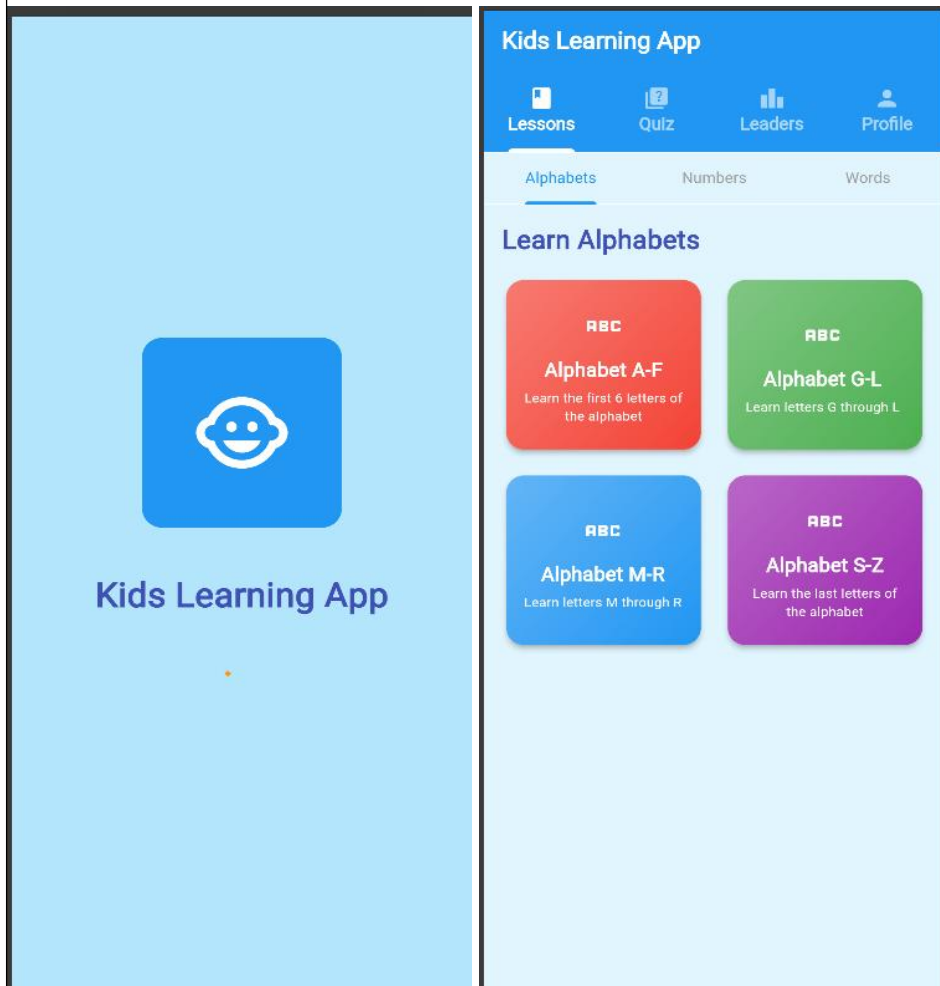 Kids Learning App
Kids Learning App
Lessons Quiz Leaders Profile
Alphabets Numbers Words
Learn Alphabets
ABC
Alphabet A-F
Learn the first 6 letters of
the alphabet
ABC
Alphabet G-L
Learn letters G through L
ABC
Alphabet M-R
Learn letters M through R
ABC
Alphabet S-Z
Learn the last letters of
the alphabet